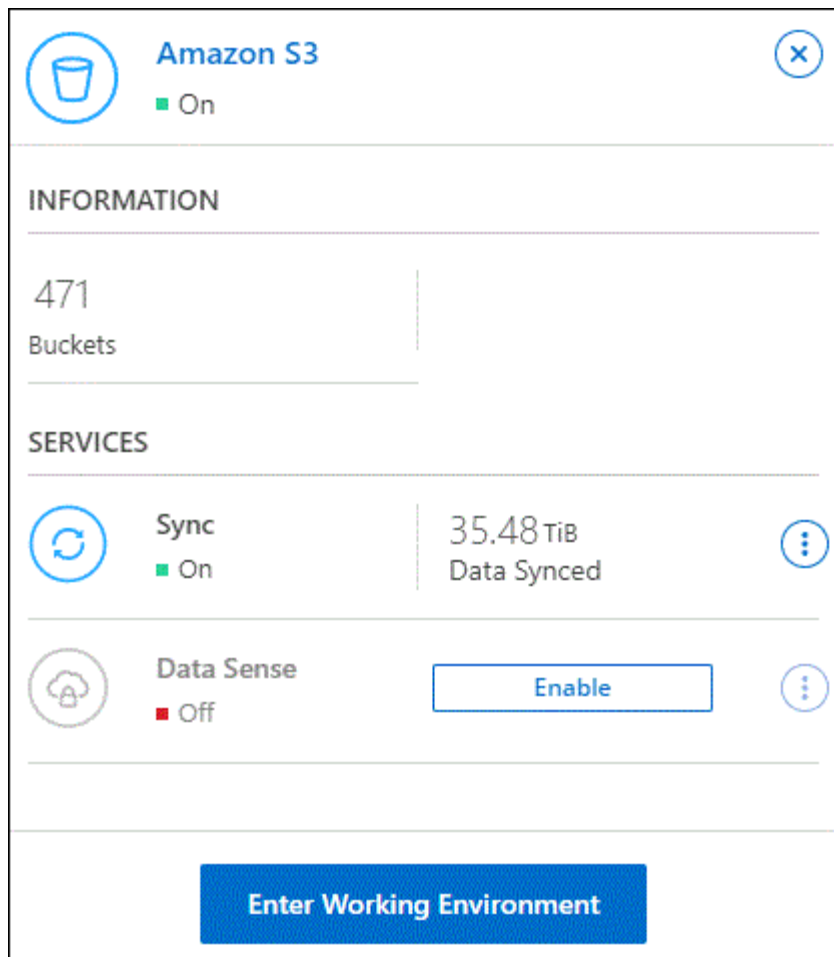 Amazon S3
On
INFORMATION
471
Buckets
SERVICES
Sync
On
35.48 TiB
Data Synced
Data Sense
Off
Enable
Enter Working Environment